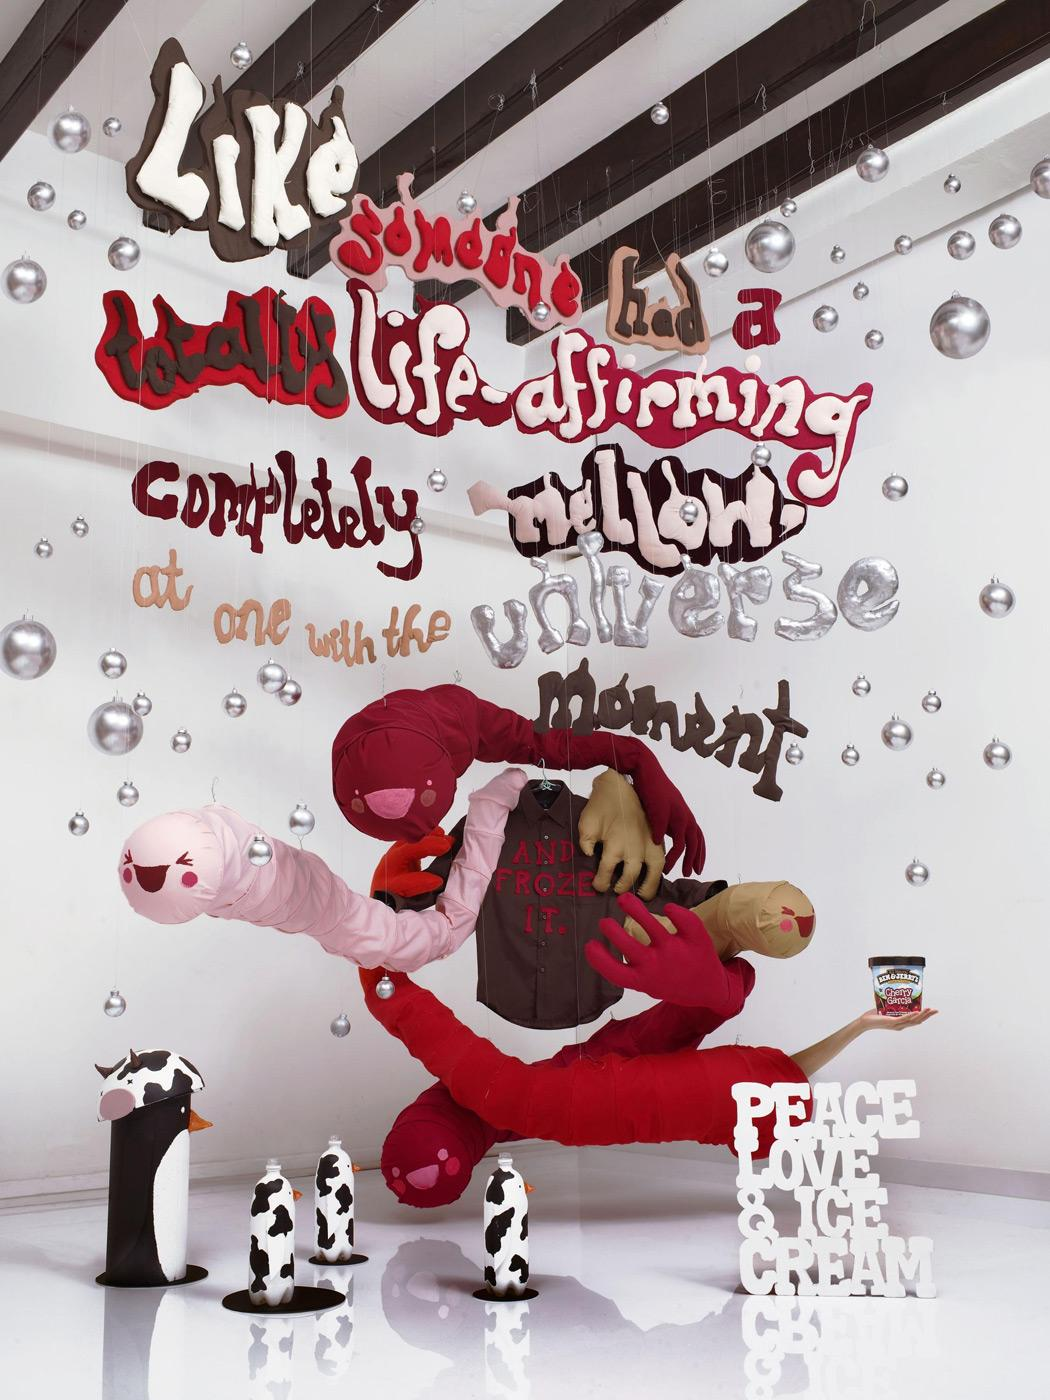 Like
someone had a
totally life-affirming
completely mellow,
at one with the universe
moment
AND
FROZE
IT.
BEN & JERRY'S
Cherry
Garcia
PEACE
LOVE
& ICE
CREAM